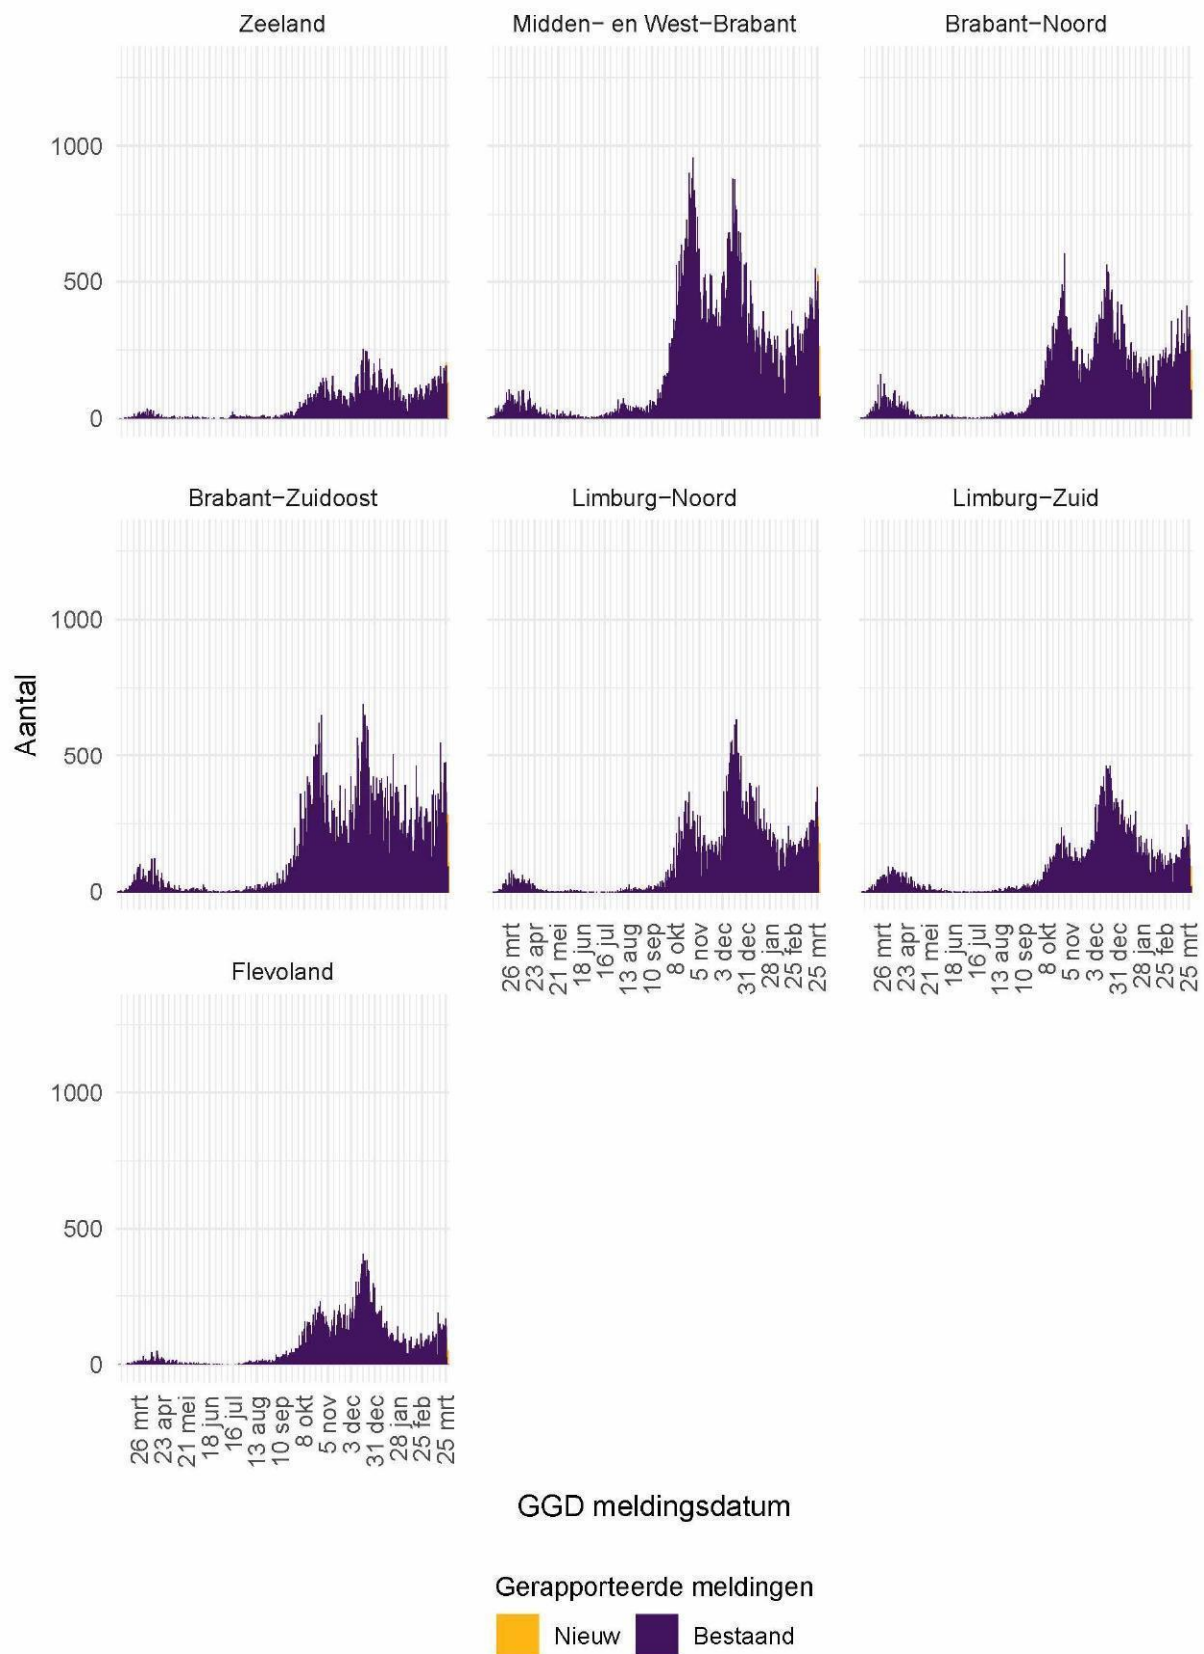 Zeeland
Midden- en West-Brabant
Brabant-Noord
1000
500
0
Brabant-Zuidoost
Limburg-Noord
Limburg-Zuid
1000
500
0
Aantal
26 mrt
23 apr
21 mei
18 jun
16 jul
13 aug
10 sep
8 okt
5 nov
3 dec
31 dec
28 jan
25 feb
25 mrt
26 mrt
23 apr
21 mei
18 jun
16 jul
13 aug
10 sep
8 okt
5 nov
3 dec
31 dec
28 jan
25 feb
25 mrt
Flevoland
1000
500
0
26 mrt
23 apr
21 mei
18 jun
16 jul
13 aug
10 sep
8 okt
5 nov
3 dec
31 dec
28 jan
25 feb
25 mrt
GGD meldingsdatum
Gerapporteerde meldingen
Nieuw Bestaand